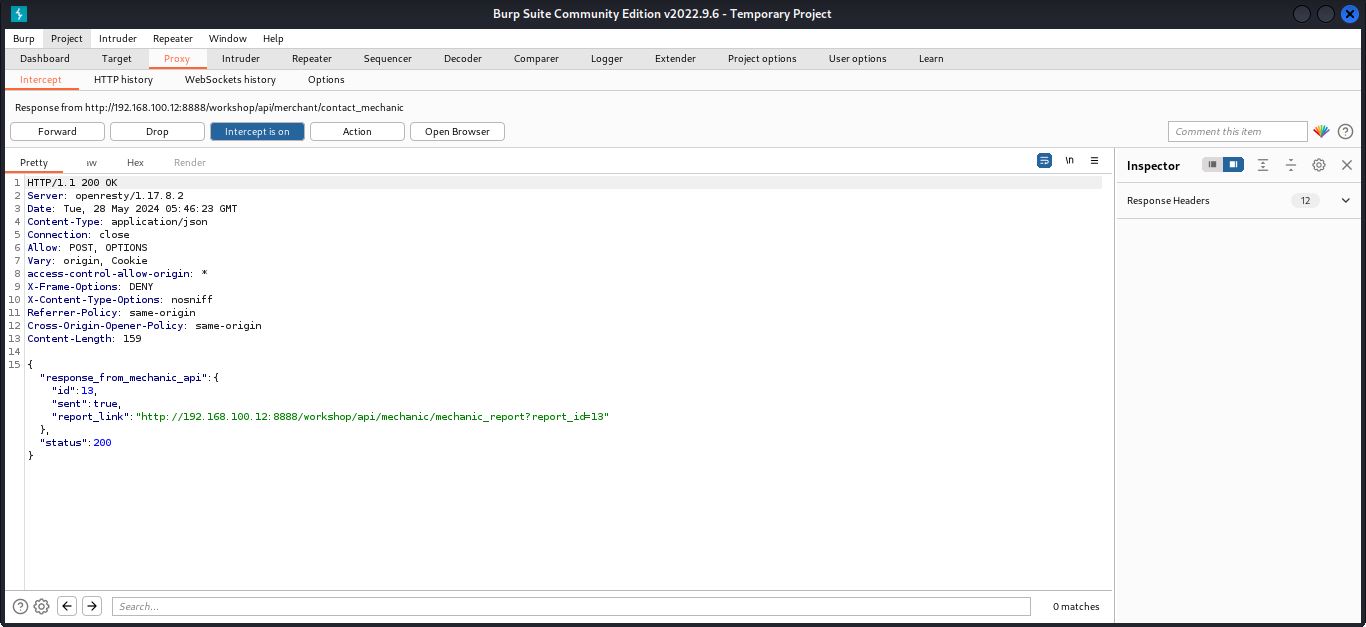 Burp Suite Community Edition v2022.9.6 - Temporary Project
Burp Project Intruder Repeater Window Help
Dashboard Target Proxy Intruder Repeater Sequencer Decoder Comparer Logger Extender Project options User options Learn
Intercept HTTP history WebSockets history Options
Response from http://192.168.100.12:8888/workshop/api/merchant/contact_mechanic
Forward Drop Intercept is on Action Open Browser Comment this item ?
Pretty aw Hex Render \n Inspector
1 HTTP/1.1 200 OK
2 Server: openresty/1.17.8.2
Response Headers 12
3 Date: Tue, 28 May 2024 05:46:23 GMT
4 Content-Type: application/json
5 Connection: close
6 Allow: POST, OPTIONS
7 Vary: origin, Cookie
8 access-control-allow-origin: *
9 X-Frame-Options: DENY
10 X-Content-Type-Options: nosniff
11 Referrer-Policy: same-origin
12 Cross-Origin-Opener-Policy: same-origin
13 Content-Length: 159
14
15 {
"response_from_mechanic_api":{
"id":13,
"sent":true,
"report_link":"http://192.168.100.12:8888/workshop/api/mechanic/mechanic_report?report_id=13"
},
"status":200
}
? Search... 0 matches